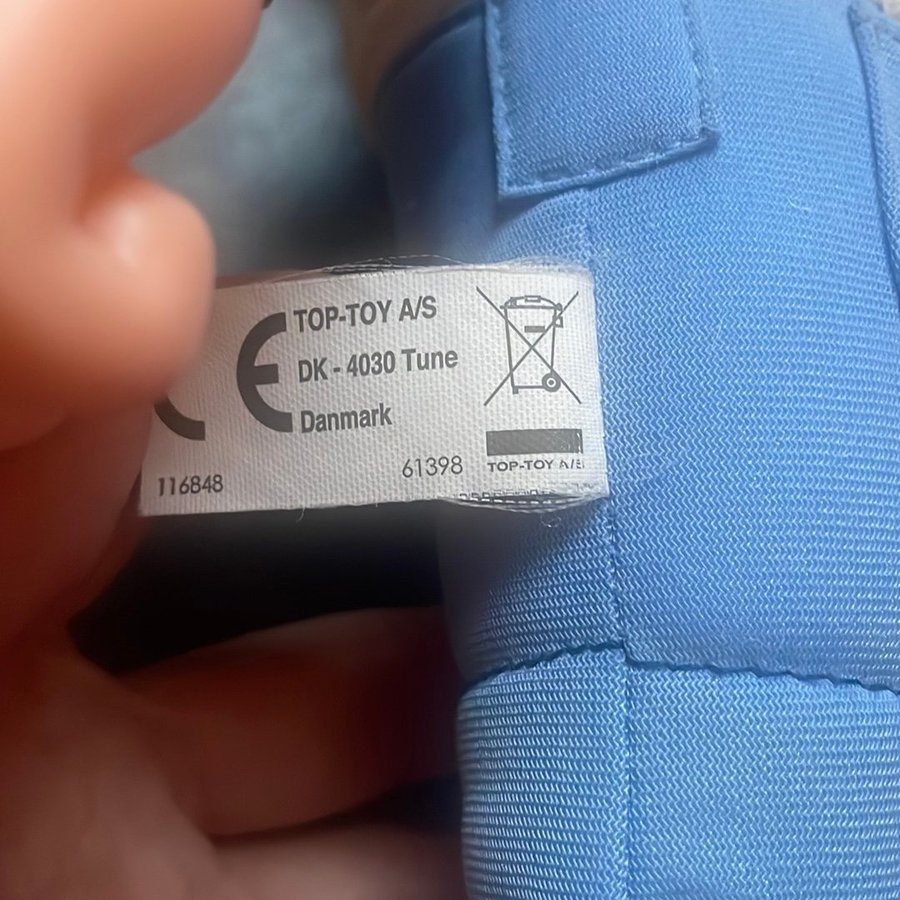 CE
TOP-TOY A/S
DK - 4030 Tune
Danmark
116848
61398
TOP-TOY A/S